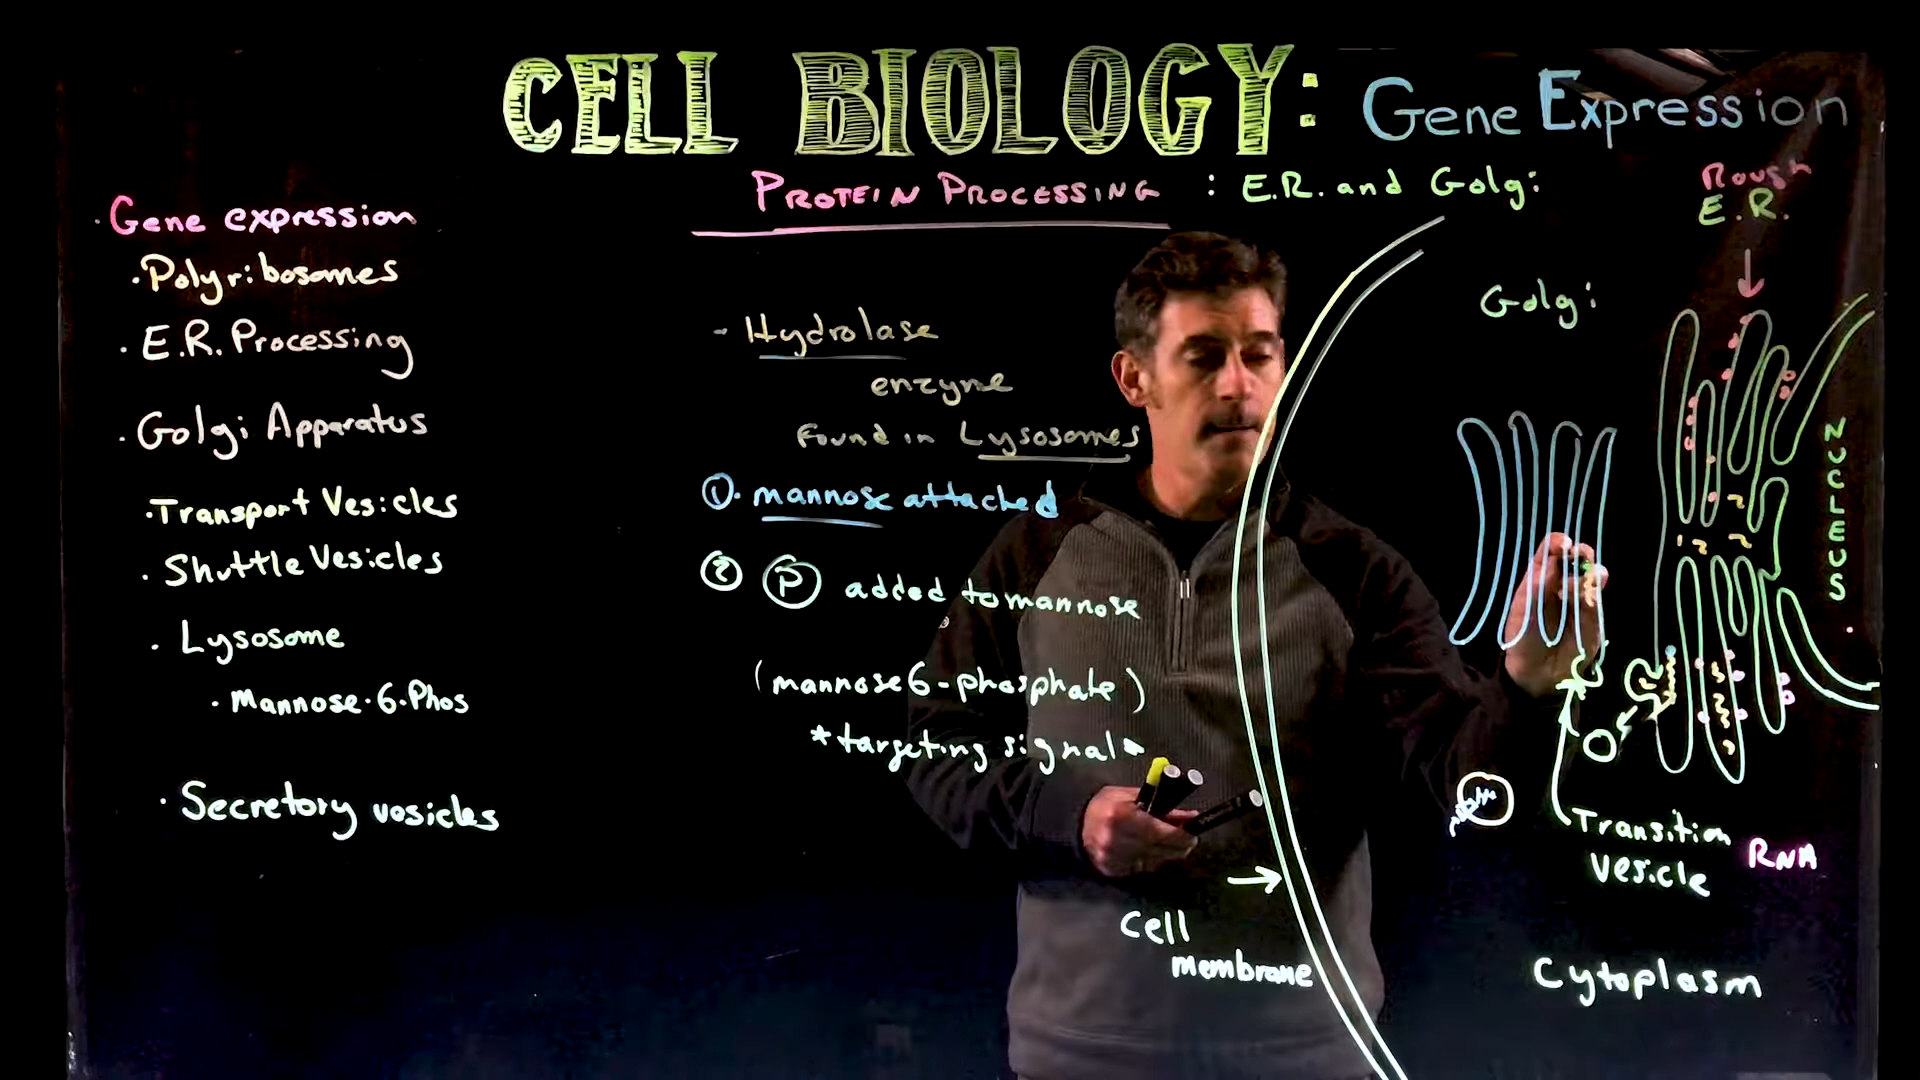 CELL BIOLOGY: Gene Expression
PROTEIN PROCESSING : E.R. and Golgi
· Gene expression
· Polyribosomes
· E.R. Processing
· Golgi Apparatus
· Transport Vesicles
· Shuttle Vesicles
· Lysosome
· Mannose-6-Phos
· Secretory vosicles
- Hydrolase
enzyme
found in Lysosomes
①. mannose attached
② Ⓟ added to mannose
(mannose 6-phosphate)
*targeting signal*
Cell
membrane
Rough
E.R.
Golgi
NUCLEUS
Transition
Vesicle
RNA
Cytoplasm